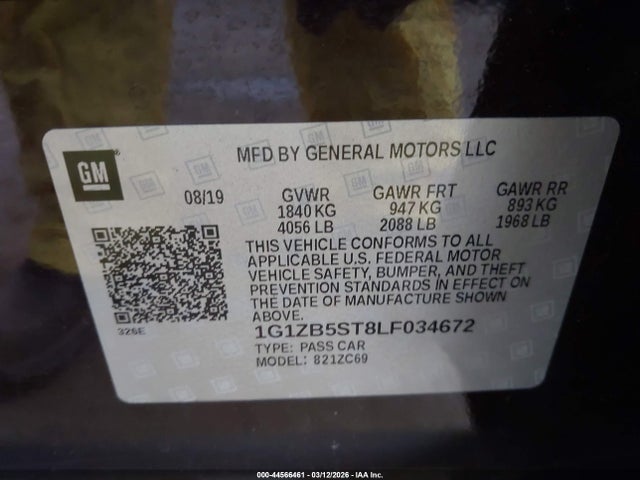 GM
MFD BY GENERAL MOTORS LLC
08/19
GVWR
1840 KG
4056 LB
GAWR FRT
947 KG
2088 LB
GAWR RR
893 KG
1968 LB
THIS VEHICLE CONFORMS TO ALL
APPLICABLE U.S. FEDERAL MOTOR
VEHICLE SAFETY, BUMPER, AND THEFT
PREVENTION STANDARDS IN EFFECT ON
THE DATE OF MANUFACTURE SHOWN
ABOVE.
326E
1G1ZB5ST8LF034672
TYPE: PASS CAR
MODEL: 821ZC69
000-44566461 - 03/12/2026 - IAA Inc.